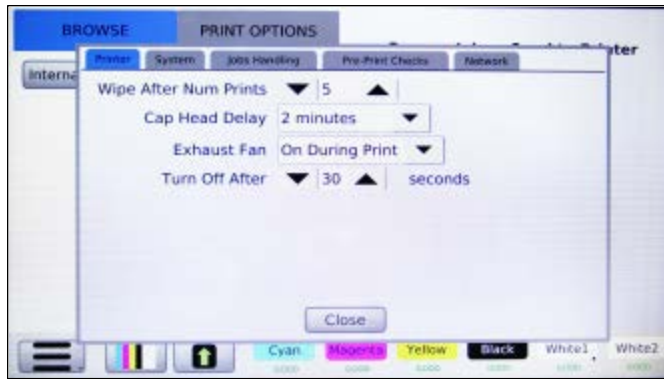 BROWSE PRINT OPTIONS
Printer System Jobs Handling Pre-Print Checks Network
Wipe After Num Prints 5
Cap Head Delay 2 minutes
Exhaust Fan On During Print
Turn Off After 30 seconds
Close
Cyan Magenta Yellow Black White1 White2